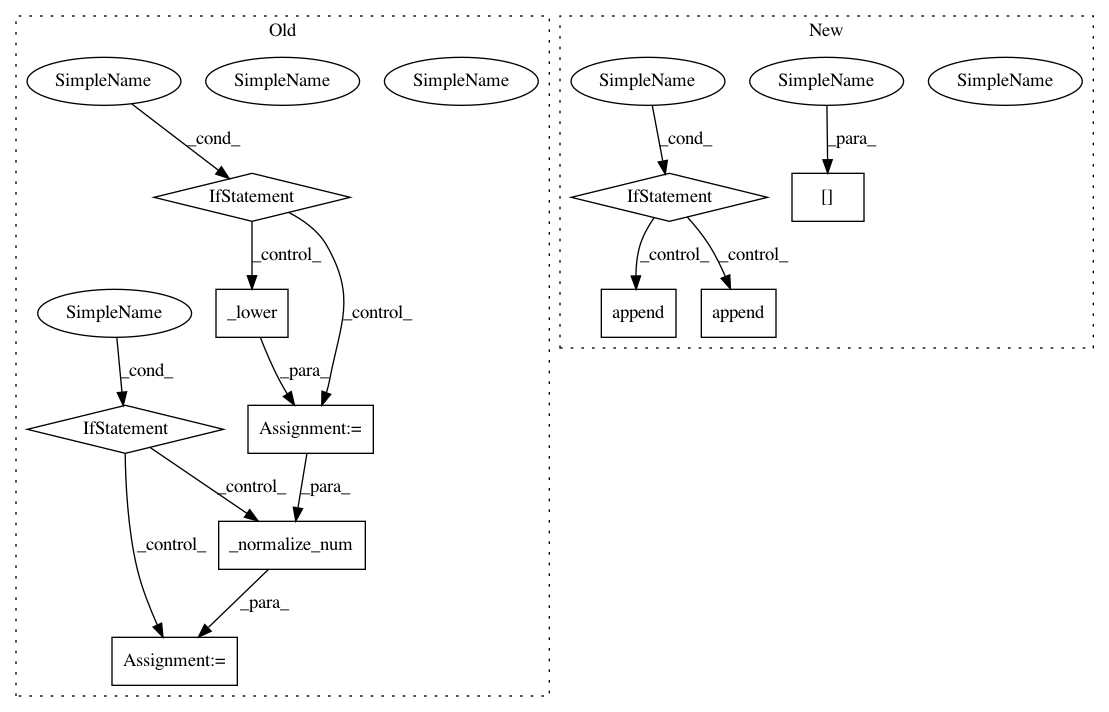 Old
New
SimpleName
SimpleName
SimpleName
SimpleName
SimpleName
SimpleName
_cond_
_cond_
_para_
IfStatement
IfStatement
[]
_control_
_control_
_control_
_control_
SimpleName
_lower
append
append
_cond_
_para_
IfStatement
Assignment:=
_control_
_para_
_control_
_normalize_num
_para_
Assignment:=